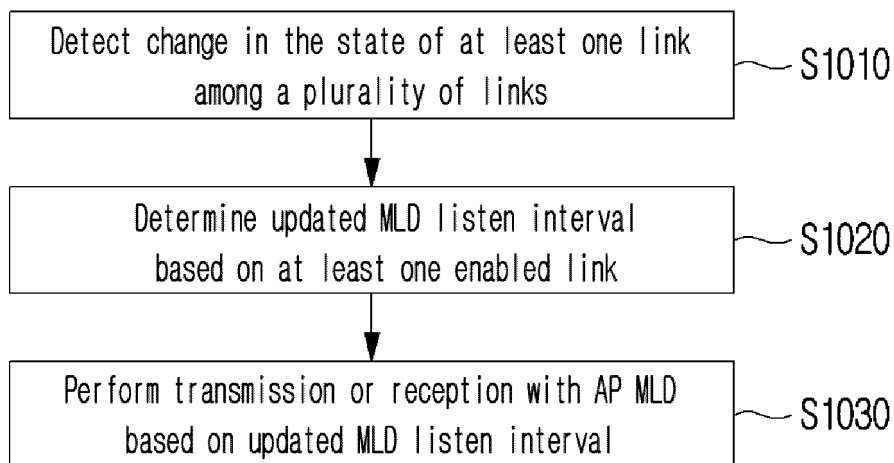 Detect change in the state of at least one link
among a plurality of links
S1010
Determine updated MLD listen interval
based on at least one enabled link
S1020
Perform transmission or reception with AP MLD
based on updated MLD listen interval
S1030